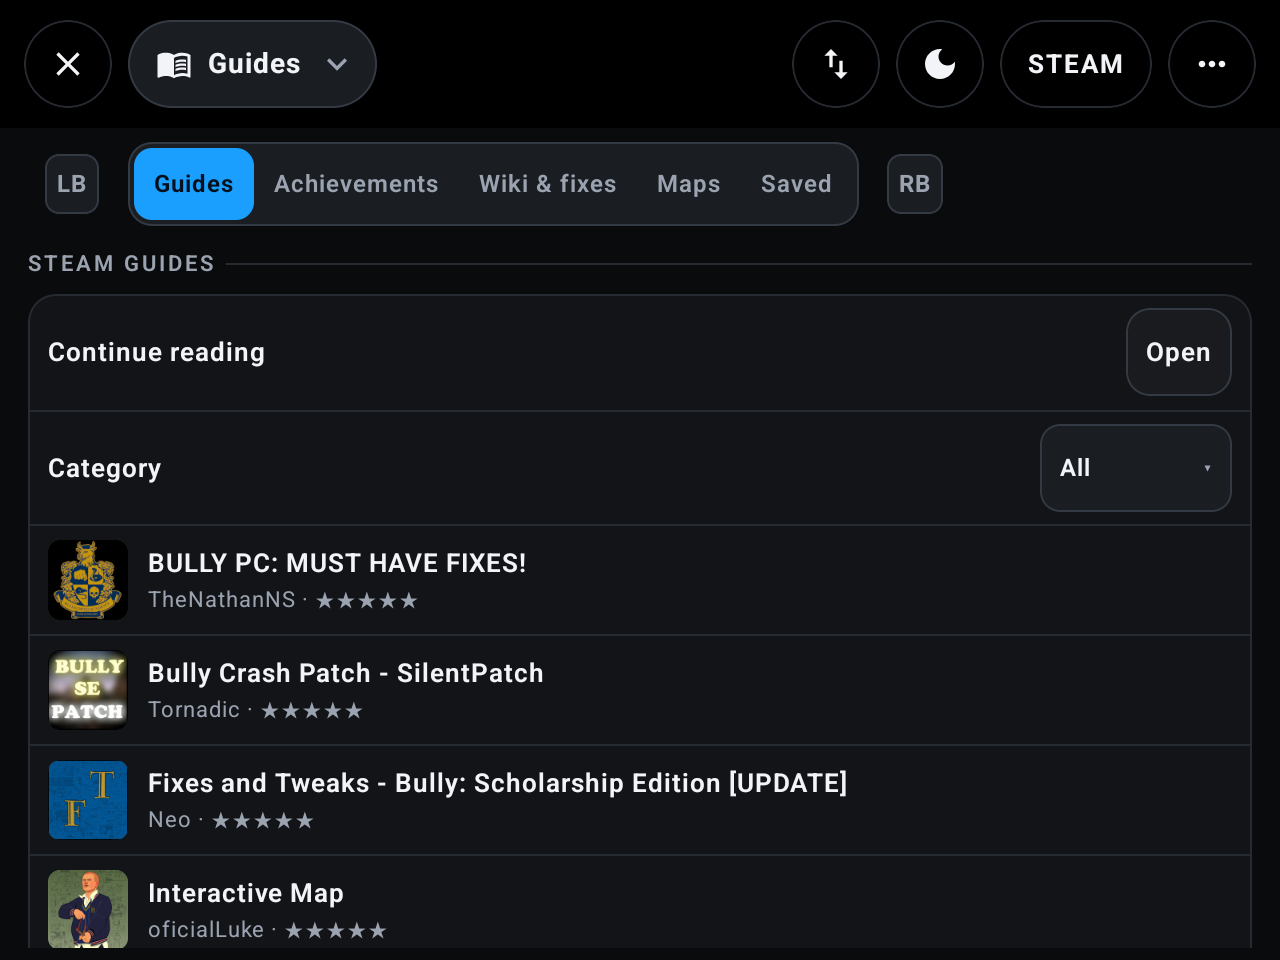 Guides
STEAM
LB
Guides
Achievements
Wiki & fixes
Maps
Saved
RB
STEAM GUIDES
Continue reading
Open
Category
All
BULLY PC: MUST HAVE FIXES!
TheNathanNS · ★★★★★
BULLY
SE
PATCH
Bully Crash Patch - SilentPatch
Tornadic · ★★★★★
T
F
Fixes and Tweaks - Bully: Scholarship Edition [UPDATE]
Neo · ★★★★★
Interactive Map
oficialLuke · ★★★★★